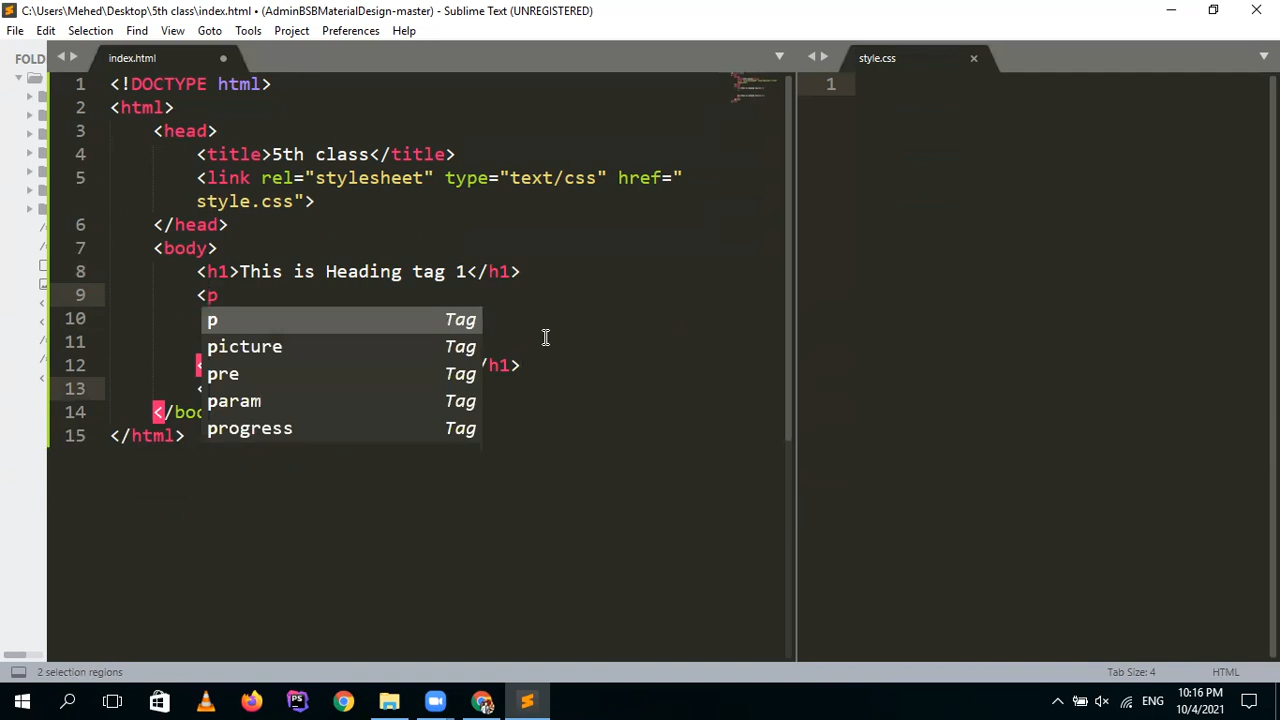 C:\Users\Mehed\Desktop\5th class\index.html • (AdminBSBMaterialDesign-master) - Sublime Text (UNREGISTERED)
File Edit Selection Find View Goto Tools Project Preferences Help
FOLD
index.html
style.css
1 <!DOCTYPE html>
2 <html>
3 <head>
4 <title>5th class</title>
5 <link rel="stylesheet" type="text/css" href="
style.css">
6 </head>
7 <body>
8 <h1>This is Heading tag 1</h1>
9 <p
10 p Tag
11 picture Tag
12 < /h1>
pre Tag
13 <
param Tag
14 </bod
progress Tag
15 </html>
1
2 selection regions
Tab Size: 4
HTML
PS
ENG
10:16 PM
10/4/2021